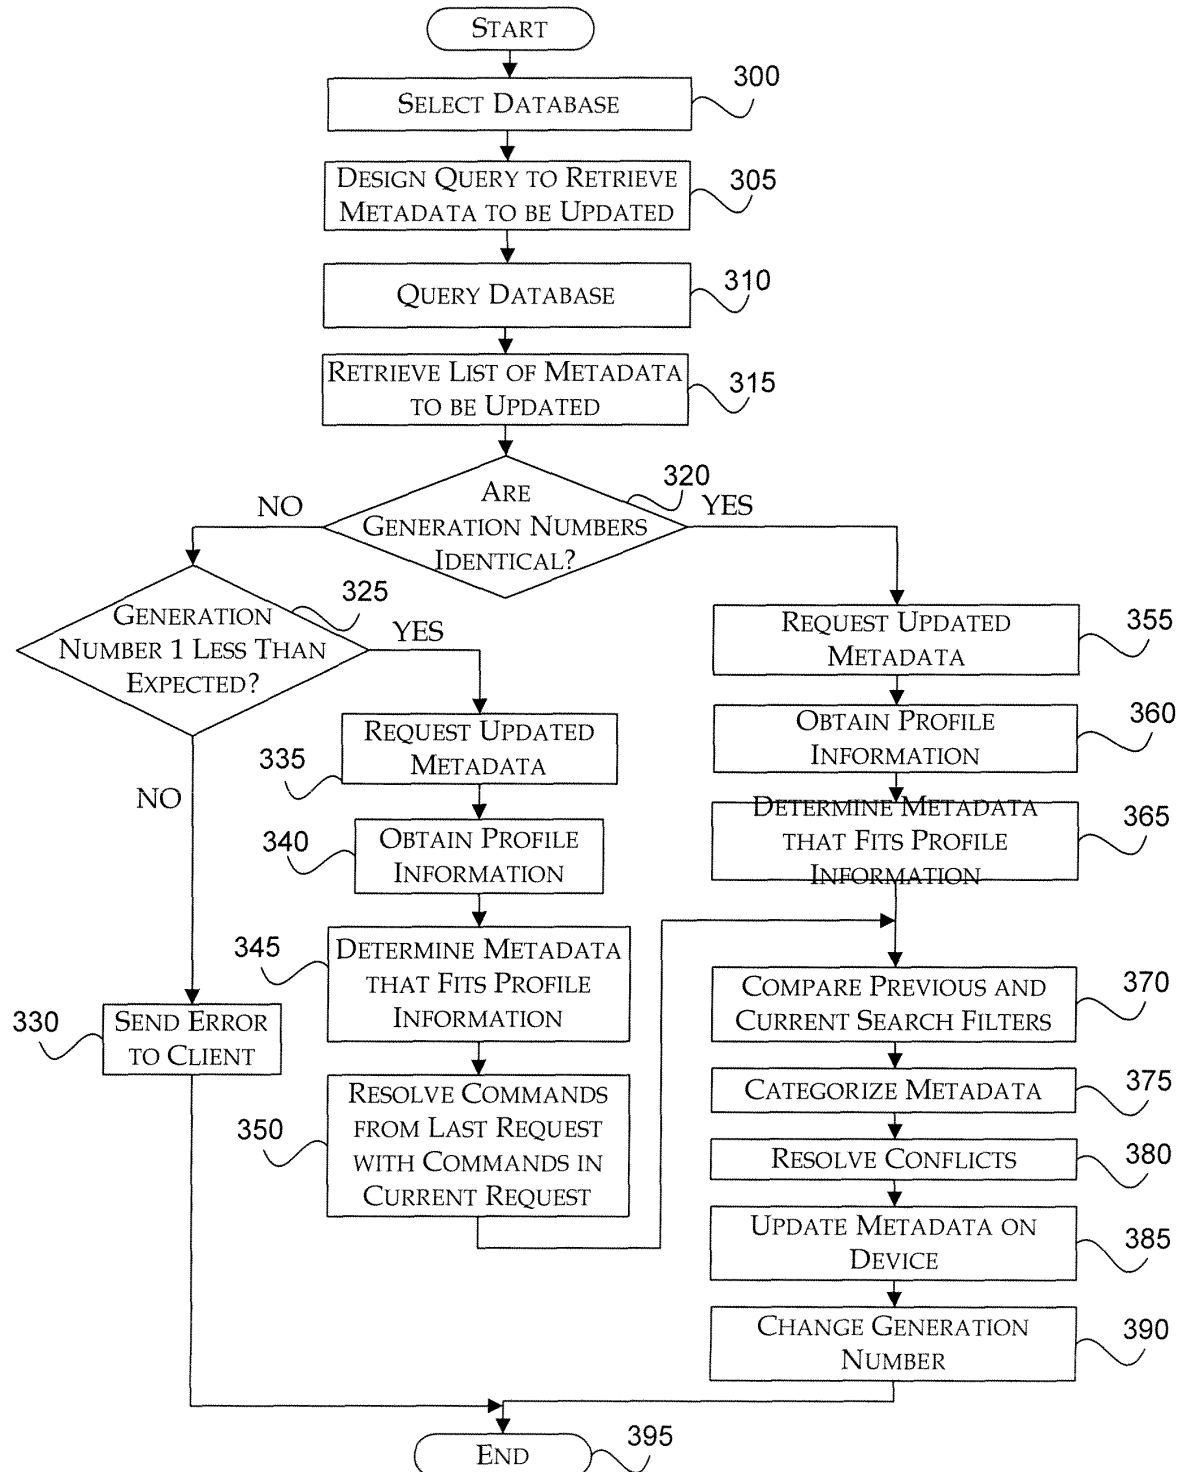 START
SELECT DATABASE
300
DESIGN QUERY TO RETRIEVE
METADATA TO BE UPDATED
305
QUERY DATABASE
310
RETRIEVE LIST OF METADATA
TO BE UPDATED
315
ARE
GENERATION NUMBERS
IDENTICAL?
320
NO
YES
GENERATION
NUMBER 1 LESS THAN
EXPECTED?
325
YES
NO
REQUEST UPDATED
METADATA
335
OBTAIN PROFILE
INFORMATION
340
DETERMINE METADATA
THAT FITS PROFILE
INFORMATION
345
SEND ERROR
TO CLIENT
330
RESOLVE COMMANDS
FROM LAST REQUEST
WITH COMMANDS IN
CURRENT REQUEST
350
REQUEST UPDATED
METADATA
355
OBTAIN PROFILE
INFORMATION
360
DETERMINE METADATA
THAT FITS PROFILE
INFORMATION
365
COMPARE PREVIOUS AND
CURRENT SEARCH FILTERS
370
CATEGORIZE METADATA
375
RESOLVE CONFLICTS
380
UPDATE METADATA ON
DEVICE
385
CHANGE GENERATION
NUMBER
390
END
395